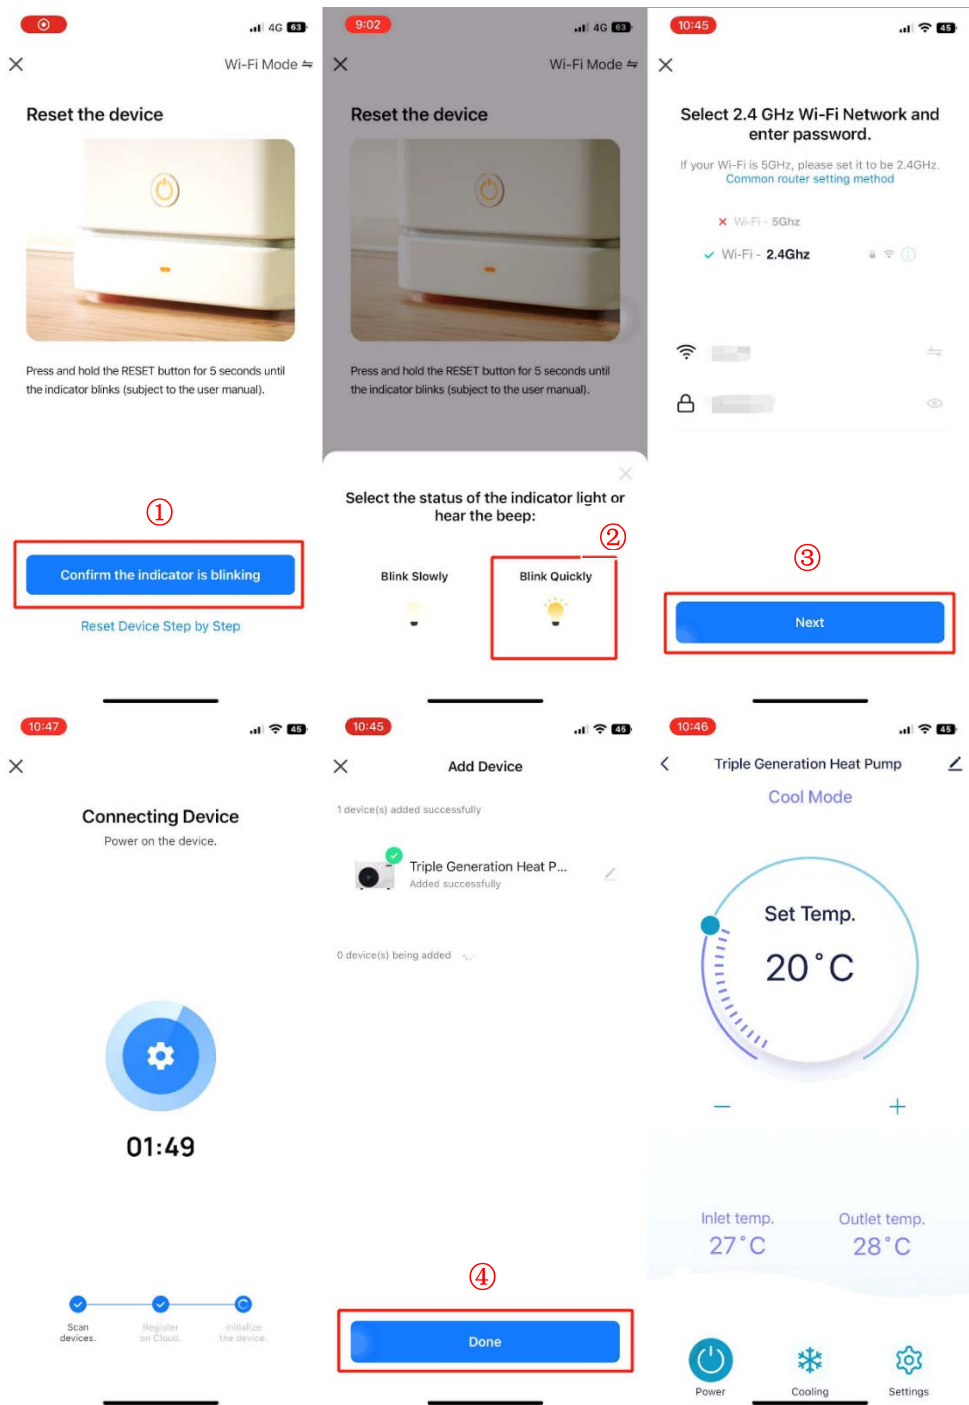 4G 63
Wi-Fi Mode
Reset the device
Press and hold the RESET button for 5 seconds until
the indicator blinks (subject to the user manual).
①
Confirm the indicator is blinking
Reset Device Step by Step
9:02
4G 63
Wi-Fi Mode
Reset the device
Press and hold the RESET button for 5 seconds until
the indicator blinks (subject to the user manual).
Select the status of the indicator light or
hear the beep:
②
Blink Slowly
Blink Quickly
10:45
45
Select 2.4 GHz Wi-Fi Network and
enter password.
If your Wi-Fi is 5GHz, please set it to be 2.4GHz.
Common router setting method
Wi-Fi - 5Ghz
Wi-Fi - 2.4Ghz
③
Next
10:47
45
Connecting Device
Power on the device.
01:49
Scan
devices.
Register
on Cloud.
Initialize
the device.
10:45
45
Add Device
1 device(s) added successfully
Triple Generation Heat P...
Added successfully
0 device(s) being added
④
Done
10:46
45
Triple Generation Heat Pump
Cool Mode
Set Temp.
20°C
Inlet temp.
27°C
Outlet temp.
28°C
Power
Cooling
Settings